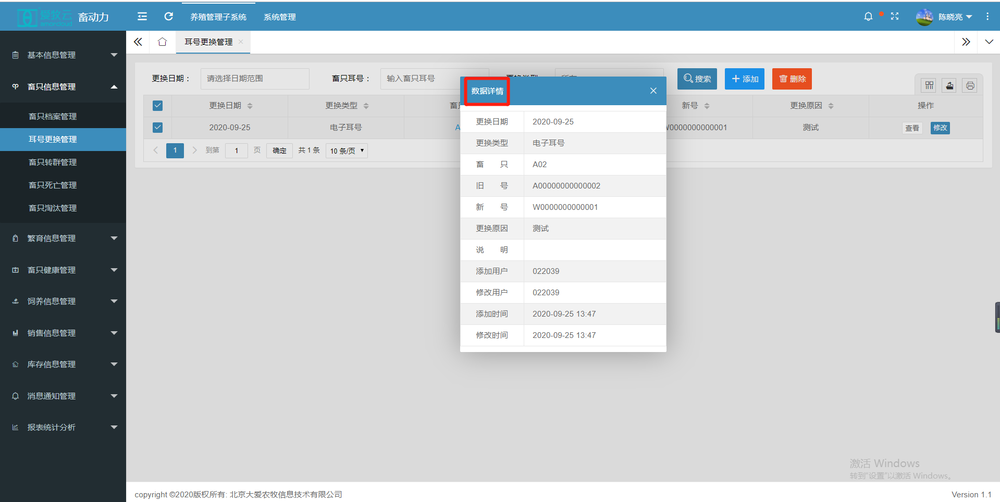 爱牧云
amoncloud
畜动力
养殖管理子系统
系统管理
陈晓亮
基本信息管理
畜只信息管理
畜只档案管理
耳号更换管理
畜只转群管理
畜只死亡管理
畜只淘汰管理
繁育信息管理
畜只健康管理
饲养信息管理
销售信息管理
库存信息管理
消息通知管理
报表统计分析
耳号更换管理
更换日期： 请选择日期范围 畜只耳号： 输入畜只耳号 搜索 添加 删除
更换日期 更换类型 新号 更换原因 操作
2020-09-25 电子耳号 A W0000000000001 测试 查看 修改
1 到第 1 页 确定 共 1 条 10 条/页
数据详情
更换日期 2020-09-25
更换类型 电子耳号
畜 只 A02
旧 号 A00000000000002
新 号 W0000000000001
更换原因 测试
说 明
添加用户 022039
修改用户 022039
添加时间 2020-09-25 13:47
修改时间 2020-09-25 13:47
激活 Windows
转到"设置"以激活 Windows。
copyright ©2020版权所有: 北京大爱农牧信息技术有限公司
Version 1.1